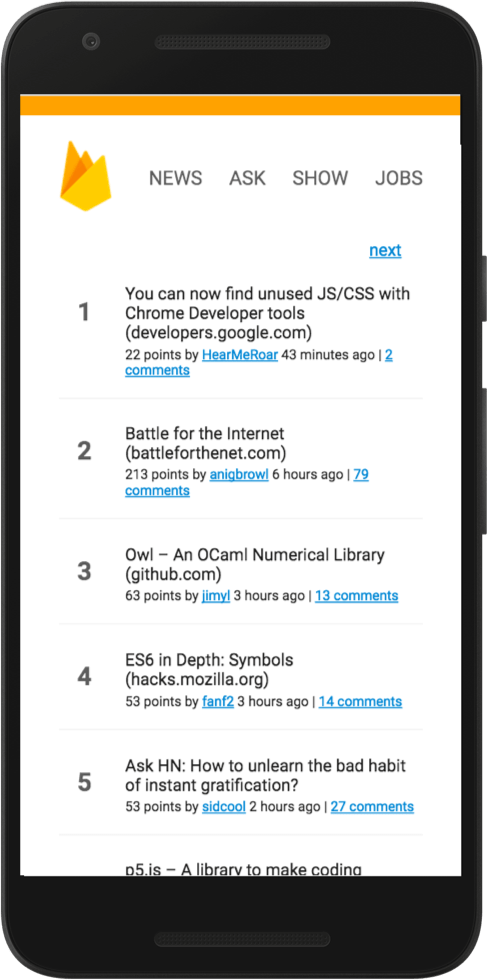 NEWS ASK SHOW JOBS
next
1
You can now find unused JS/CSS with
Chrome Developer tools
(developers.google.com)
22 points by HearMeRoar 43 minutes ago | 2
comments
2
Battle for the Internet
(battleforthenet.com)
213 points by anigbrowl 6 hours ago | 79
comments
3
Owl – An OCaml Numerical Library
(github.com)
63 points by jimyl 3 hours ago | 13 comments
4
ES6 in Depth: Symbols
(hacks.mozilla.org)
53 points by fanf2 3 hours ago | 14 comments
5
Ask HN: How to unlearn the bad habit
of instant gratification?
53 points by sidcool 2 hours ago | 27 comments
p5.js – A library to make coding